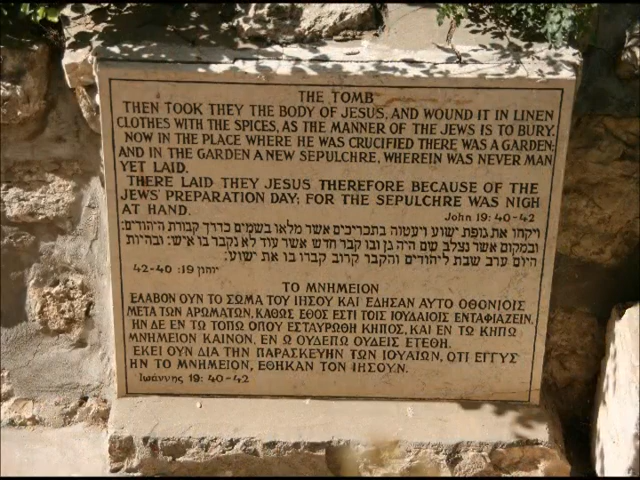 THE TOMB
THEN TOOK THEY THE BODY OF JESUS, AND WOUND IT IN LINEN
CLOTHES WITH THE SPICES, AS THE MANNER OF THE JEWS IS TO BURY.
NOW IN THE PLACE WHERE HE WAS CRUCIFIED THERE WAS A GARDEN;
AND IN THE GARDEN A NEW SEPULCHRE, WHEREIN WAS NEVER MAN
YET LAID.
THERE LAID THEY JESUS THEREFORE BECAUSE OF THE
JEWS' PREPARATION DAY; FOR THE SEPULCHRE WAS NIGH
AT HAND.
John 19: 40-42
ויקחו את גופת ישוע ויעטוה בתכריכים אשר מלאו בשמים כדרך קבורת היהודים:
ובמקום אשר נצלב שם היה גן ובו קבר חדש אשר עוד לא נקבר בו איש: ובהיות
היום ערב שבת ליהודים והקבר קרוב קברו בו את ישוע:
יוחנן 19: 40-42
ΤΟ ΜΝΗΜΕΙΟΝ
ΕΛΑΒΟΝ ΟΥΝ ΤΟ ΣΩΜΑ ΤΟΥ ΙΗΣΟΥ ΚΑΙ ΕΔΗΣΑΝ ΑΥΤΟ ΟΘΟΝΙΟΙΣ
ΜΕΤΑ ΤΩΝ ΑΡΩΜΑΤΩΝ, ΚΑΘΩΣ ΕΘΟΣ ΕΣΤΙ ΤΟΙΣ ΙΟΥΔΑΙΟΙΣ ΕΝΤΑΦΙΑΖΕΙΝ.
ΗΝ ΔΕ ΕΝ ΤΩ ΤΟΠΩ ΟΠΟΥ ΕΣΤΑΥΡΩΘΗ ΚΗΠΟΣ, ΚΑΙ ΕΝ ΤΩ ΚΗΠΩ
ΜΝΗΜΕΙΟΝ ΚΑΙΝΟΝ. ΕΝ Ω ΟΥΔΕΠΩ ΟΥΔΕΙΣ ΕΤΕΘΗ.
ΕΚΕΙ ΟΥΝ ΔΙΑ ΤΗΝ ΠΑΡΑΣΚΕΥΗΝ ΤΩΝ ΙΟΥΑΙΩΝ, ΟΤΙ ΕΓΓΥΣ
ΗΝ ΤΟ ΜΝΗΜΕΙΟΝ, ΕΘΗΚΑΝ ΤΟΝ ΙΗΣΟΥΝ.
Ιωάννης 19: 40-42